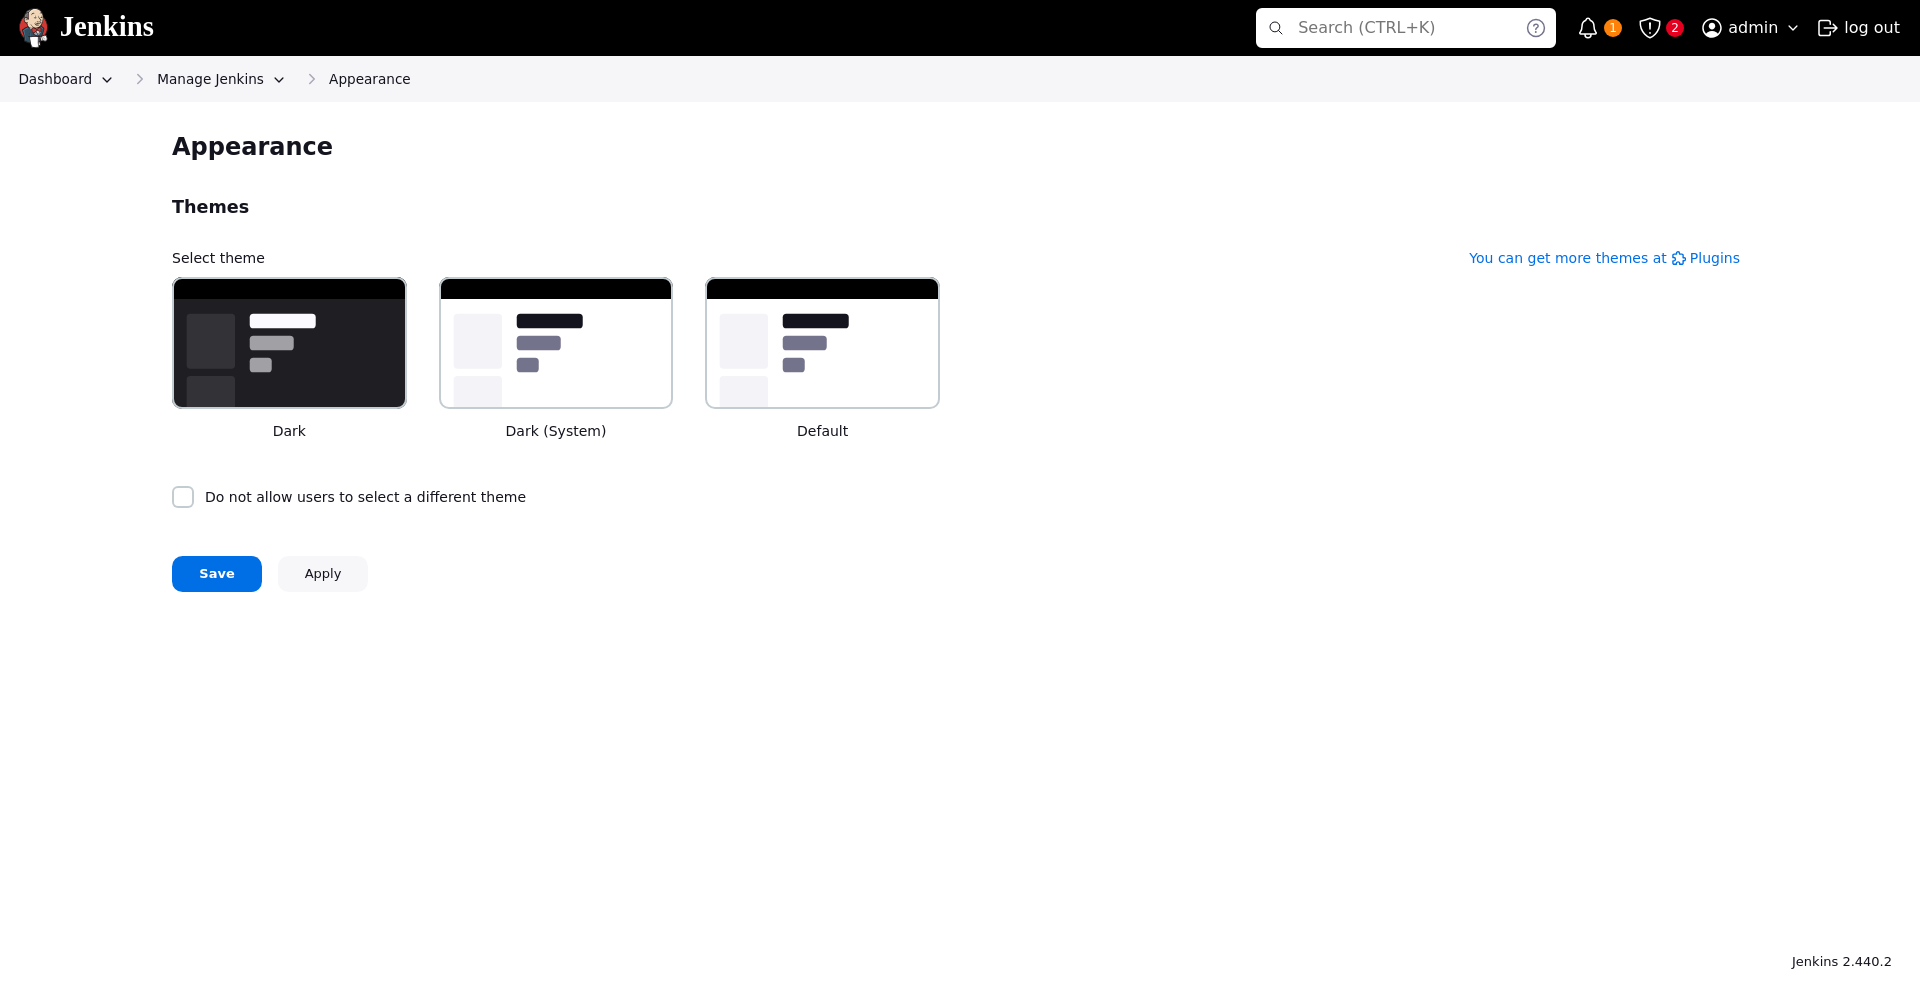 Jenkins
Search (CTRL+K)
1
2
admin
log out
Dashboard
Manage Jenkins
Appearance
Appearance
Themes
Select theme
You can get more themes at Plugins
Dark
Dark (System)
Default
Do not allow users to select a different theme
Save
Apply
Jenkins 2.440.2